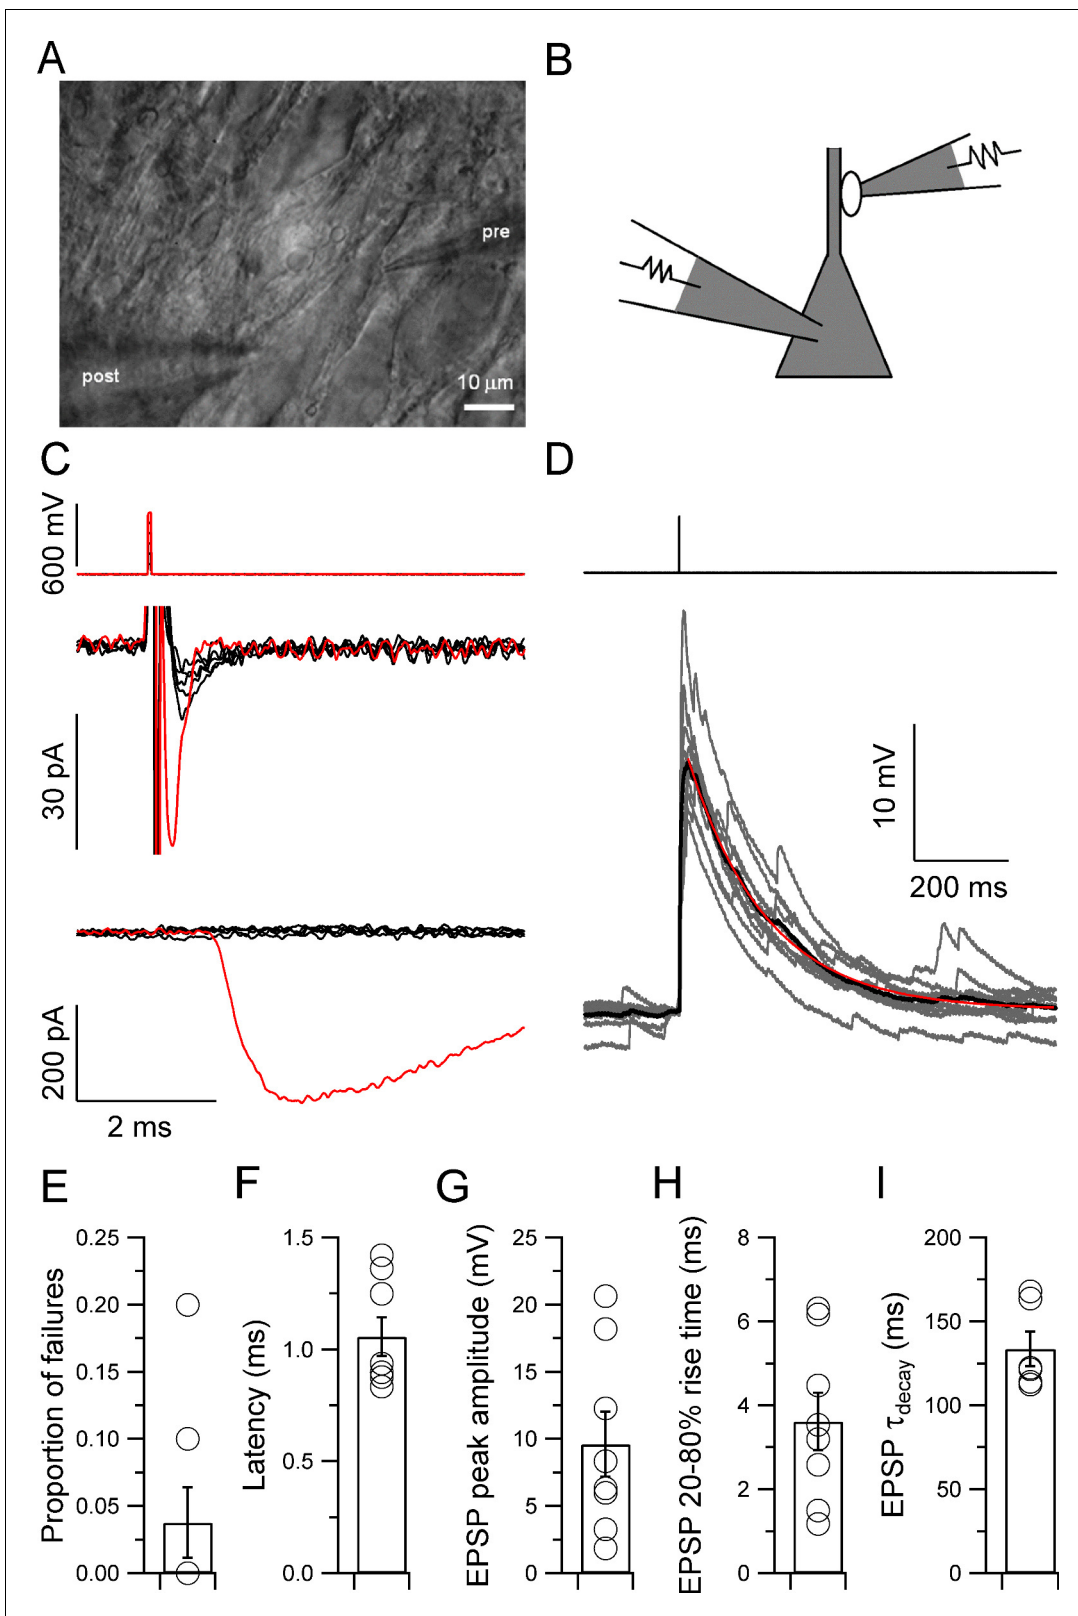 A
B
pre
post
10 μm
C
D
600 mV
30 pA
200 pA
2 ms
10 mV
200 ms
E
F
G
H
I
Proportion of failures
0.25
0.20
0.15
0.10
0.05
0.00
Latency (ms)
1.5
1.0
0.5
0.0
EPSP peak amplitude (mV)
25
20
15
10
5
0
EPSP 20-80% rise time (ms)
8
6
4
2
0
EPSP τdecay (ms)
200
150
100
50
0